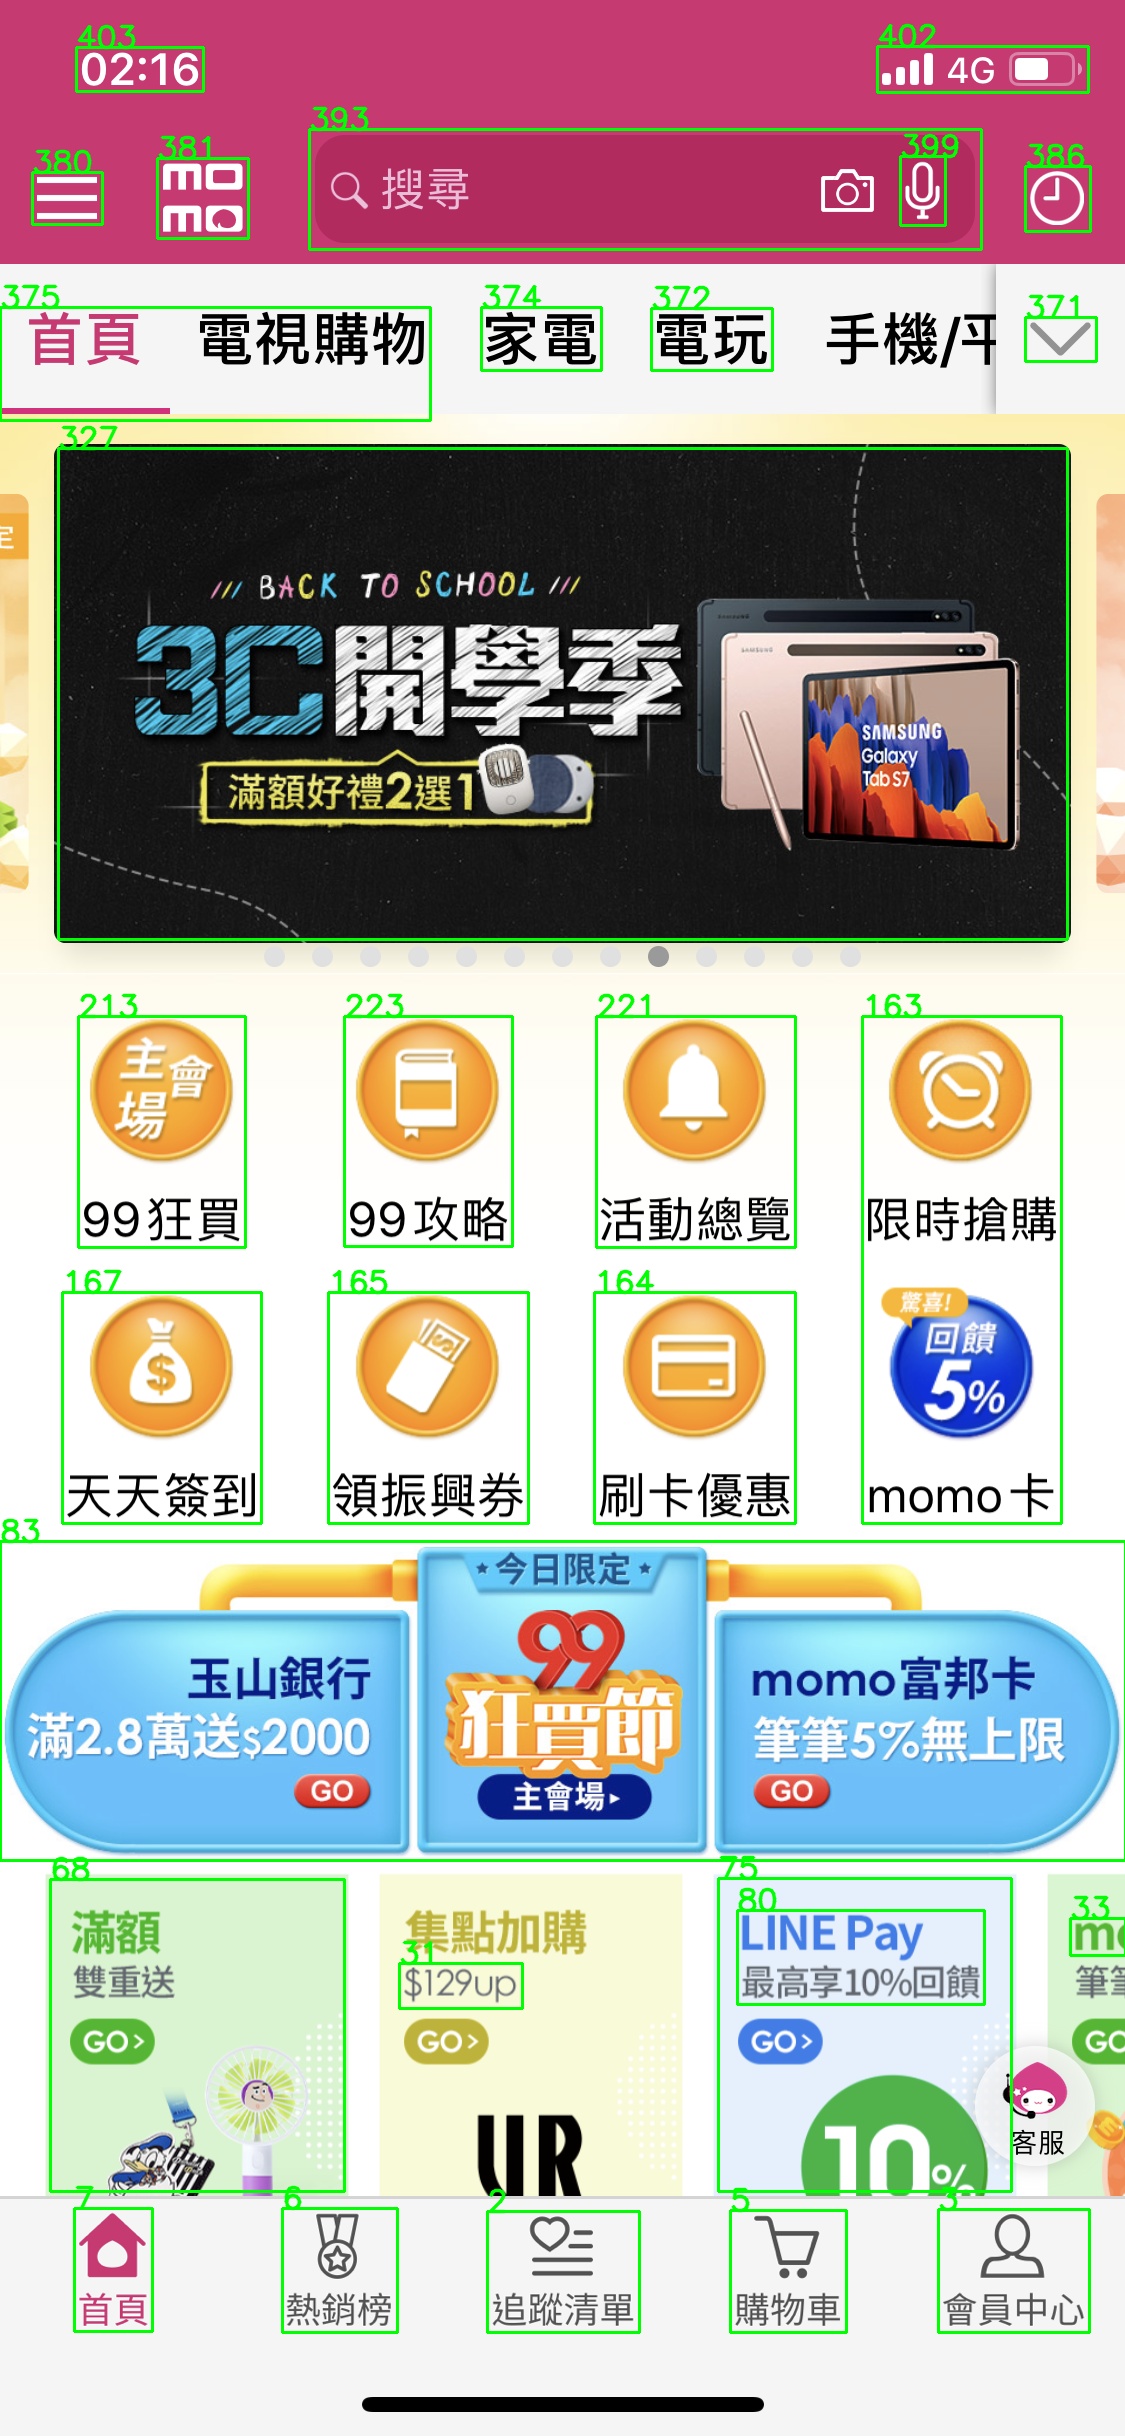 403
402
02:16
4G
393
380
381
399
386
momo
搜尋
375
374
372
371
首頁
電視購物
家電
電玩
手機/平
327
BACK TO SCHOOL
3C開學季
滿額好禮2選1
SAMSUNG
SAMSUNG
Galaxy
Tab S7
213
223
221
163
主會場
99狂買
99攻略
活動總覽
限時搶購
167
165
164
驚喜!
回饋
5%
天天簽到
領振興券
刷卡優惠
momo卡
83
今日限定
玉山銀行
滿2.8萬送$2000
GO
99
狂買節
主會場
momo富邦卡
筆筆5%無上限
GO
68
75
滿額
雙重送
GO
集點加購
31
$129up
GO
UR
80
LINE Pay
最高享10%回饋
GO
10%
33
筆
GO
客服
7
6
2
5
3
首頁
熱銷榜
追蹤清單
購物車
會員中心